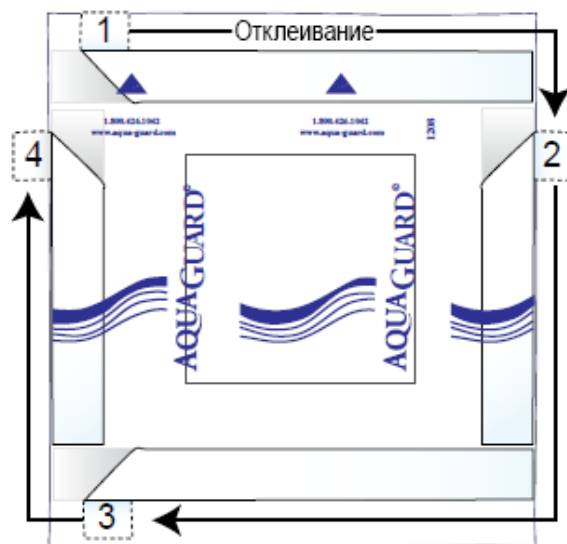 1
Отклеивание
1.800.426.1042
www.aqua-guard.com
1.800.426.1042
www.aqua-guard.com
1208
4
2
AQUAGUARD®
AQUAGUARD®
3